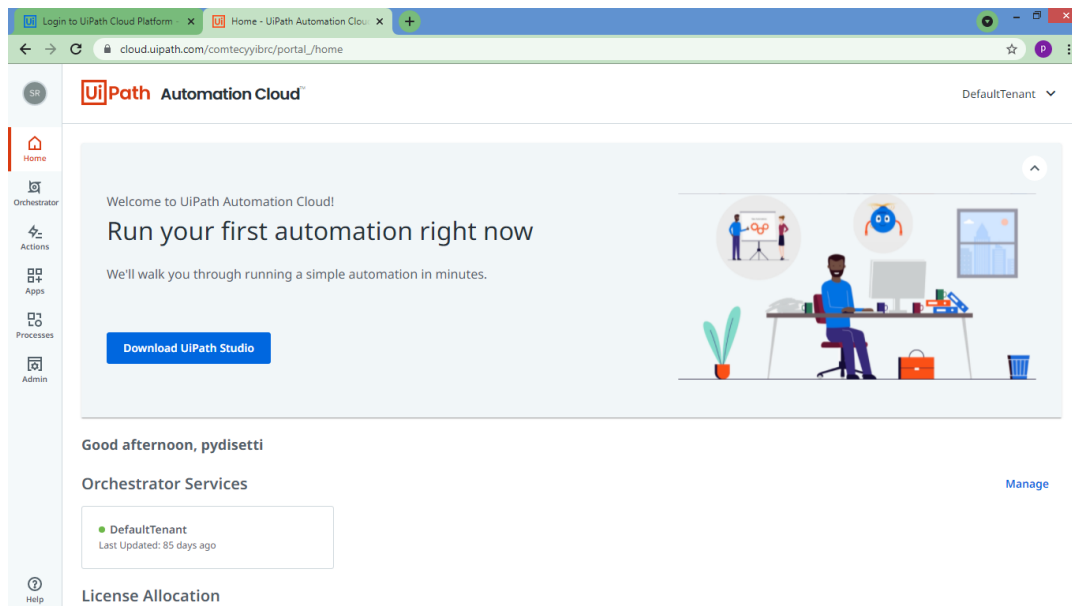 Ui Login to UiPath Cloud Platform -
Ui Home - UiPath Automation Clou
cloud.uipath.com/comtecyyibrc/portal_/home
P
SR
UiPath Automation Cloud™
DefaultTenant
Home
Orchestrator
Actions
Apps
Processes
Admin
Help
Welcome to UiPath Automation Cloud!
Run your first automation right now
We'll walk you through running a simple automation in minutes.
Download UiPath Studio
Good afternoon, pydisetti
Orchestrator Services
Manage
DefaultTenant
Last Updated: 85 days ago
License Allocation